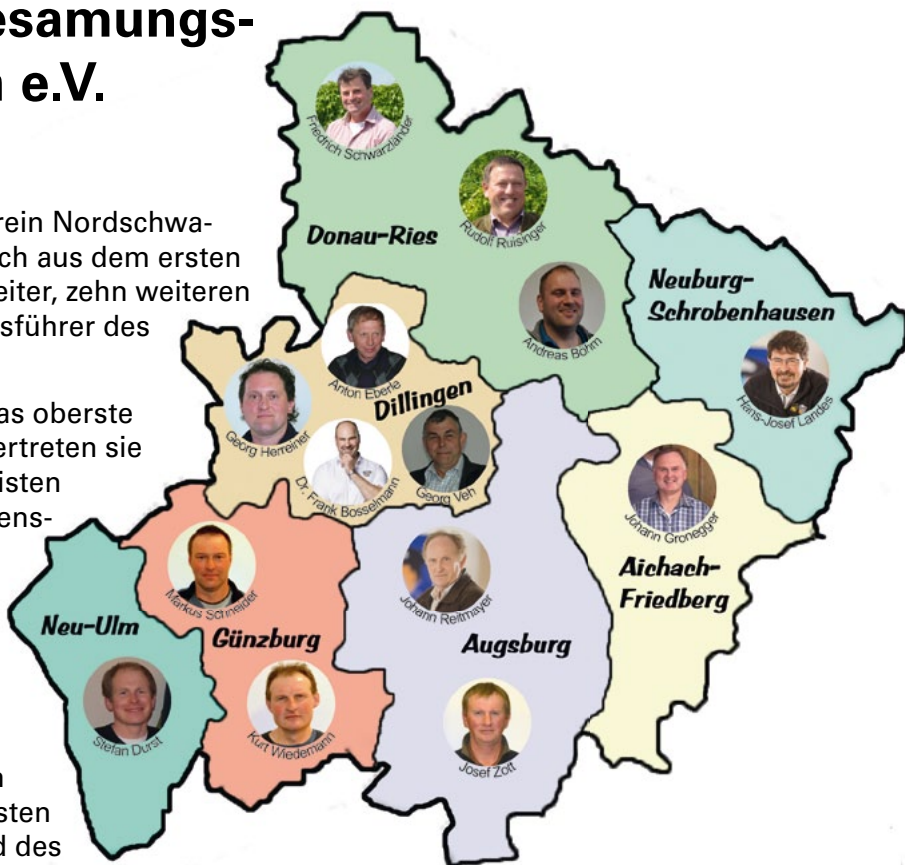 esamungs-
n e.V.
rein Nordschwa-
ch aus dem ersten
eiter, zehn weiteren
sführer des
as oberste
ertreten sie
isten
ens-
n
sten
d des
Friedrich Schwarzländer
Rudolf Ruisinger
Donau-Ries
Andreas Bohm
Neuburg-
Schrobenhausen
Hans-Josef Landes
Anton Eberle
Dillingen
Georg Herreiner
Dr. Frank Bosselmann
Georg Veh
Johann Gronegger
Aichach-
Friedberg
Markus Schneider
Johann Reitmayer
Neu-Ulm
Günzburg
Augsburg
Stefan Durst
Kurt Wiedemann
Josef Zott